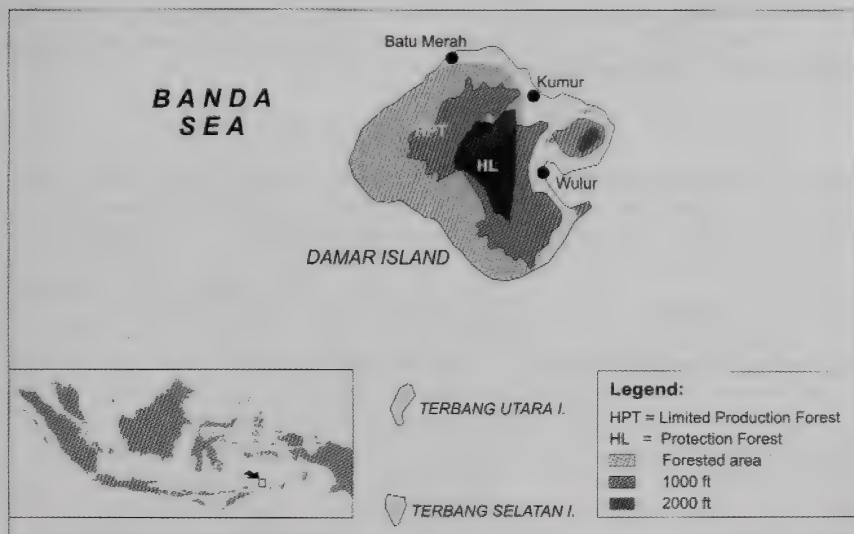 Batu Merah
BANDA
SEA
Kumur
HPT
HL
Wulur
DAMAR ISLAND
TERBANG UTARA I.
TERBANG SELATAN I.
Legend:
HPT = Limited Production Forest
HL = Protection Forest
Forested area
1000 ft
2000 ft